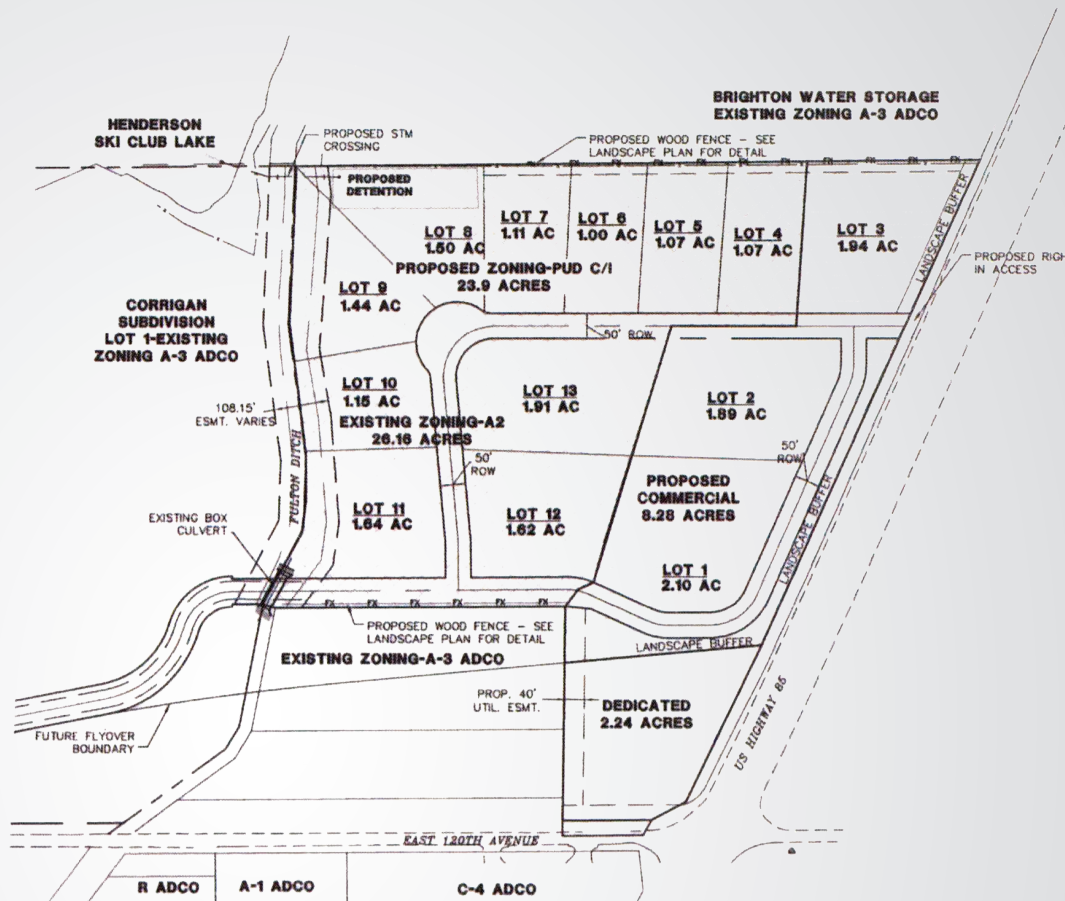 BRIGHTON WATER STORAGE
EXISTING ZONING A-3 ADCO
HENDERSON
SKI CLUB LAKE
PROPOSED STM
CROSSING
PROPOSED WOOD FENCE - SEE
LANDSCAPE PLAN FOR DETAIL
PROPOSED
DETENTION
LOT 8
1.50 AC
LOT 7
1.11 AC
LOT 6
1.00 AC
LOT 5
1.07 AC
LOT 4
1.07 AC
LOT 3
1.94 AC
LANDSCAPE BUFFER
PROPOSED RIGH
IN ACCESS
PROPOSED ZONING-PUD C/I
23.9 ACRES
LOT 9
1.44 AC
CORRIGAN
SUBDIVISION
LOT 1-EXISTING
ZONING A-3 ADCO
50' ROW
LOT 10
1.15 AC
LOT 13
1.91 AC
LOT 2
1.89 AC
108.15'
ESMT. VARIES
EXISTING ZONING-A2
26.16 ACRES
50'
ROW
50'
ROW
FULTON DITCH
PROPOSED
COMMERCIAL
8.28 ACRES
LANDSCAPE BUFFER
EXISTING BOX
CULVERT
LOT 11
1.64 AC
LOT 12
1.62 AC
LOT 1
2.10 AC
FX FX FX FX FX FX
PROPOSED WOOD FENCE - SEE
LANDSCAPE PLAN FOR DETAIL
LANDSCAPE BUFFER
EXISTING ZONING-A-3 ADCO
PROP. 40'
UTIL. ESMT.
DEDICATED
2.24 ACRES
US HIGHWAY 85
FUTURE FLYOVER
BOUNDARY
EAST 120TH AVENUE
R ADCO
A-1 ADCO
C-4 ADCO